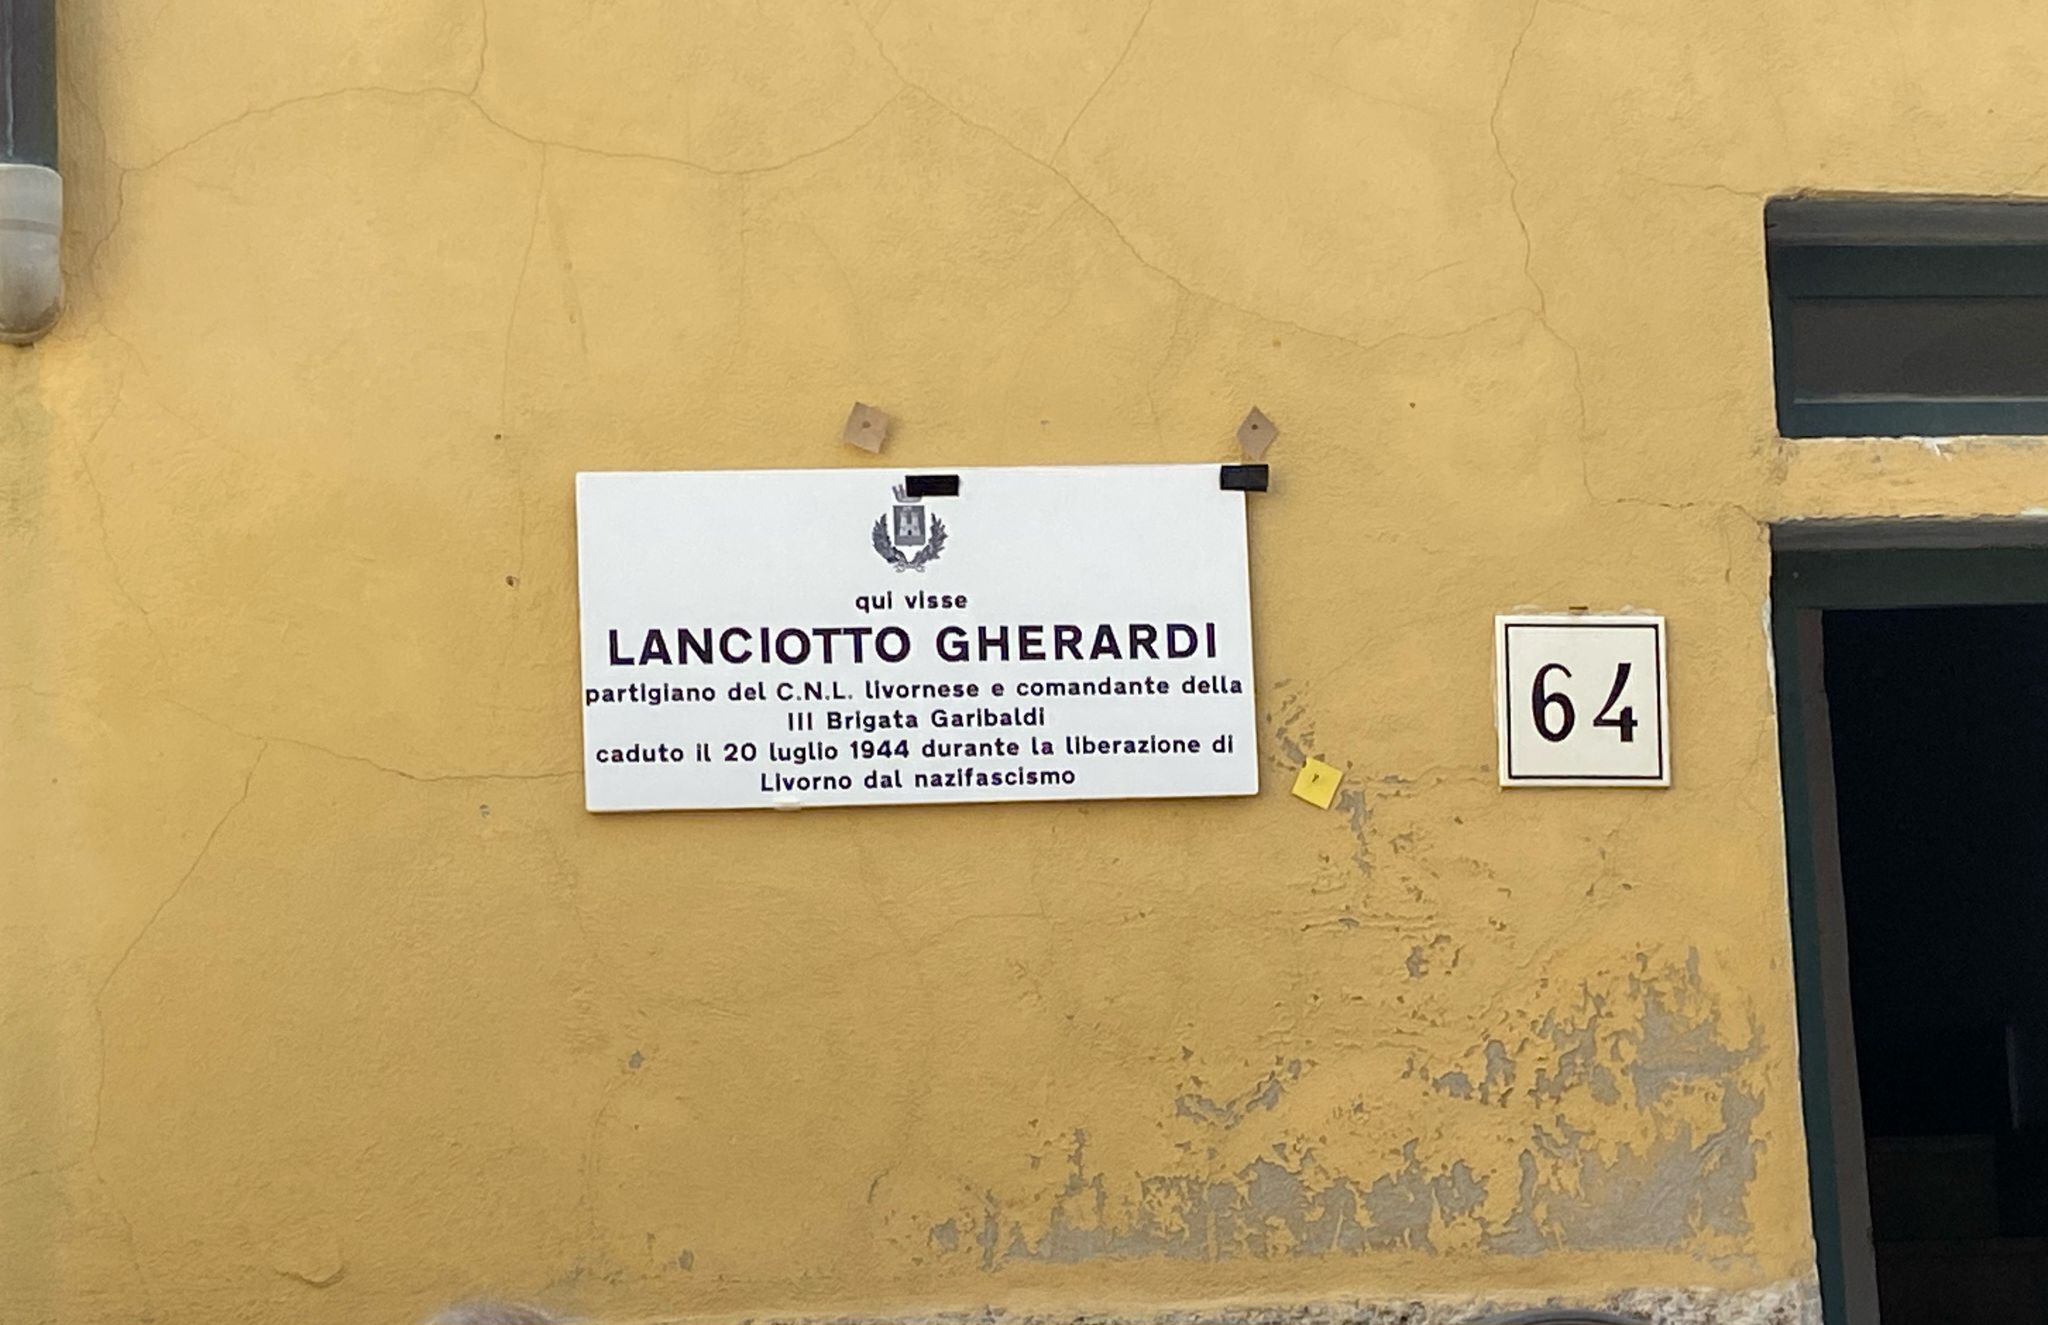 qui visse
LANCIOTTO GHERARDI
partigiano del C.N.L. livornese e comandante della
III Brigata Garibaldi
caduto il 20 luglio 1944 durante la liberazione di
Livorno dal nazifascismo
64